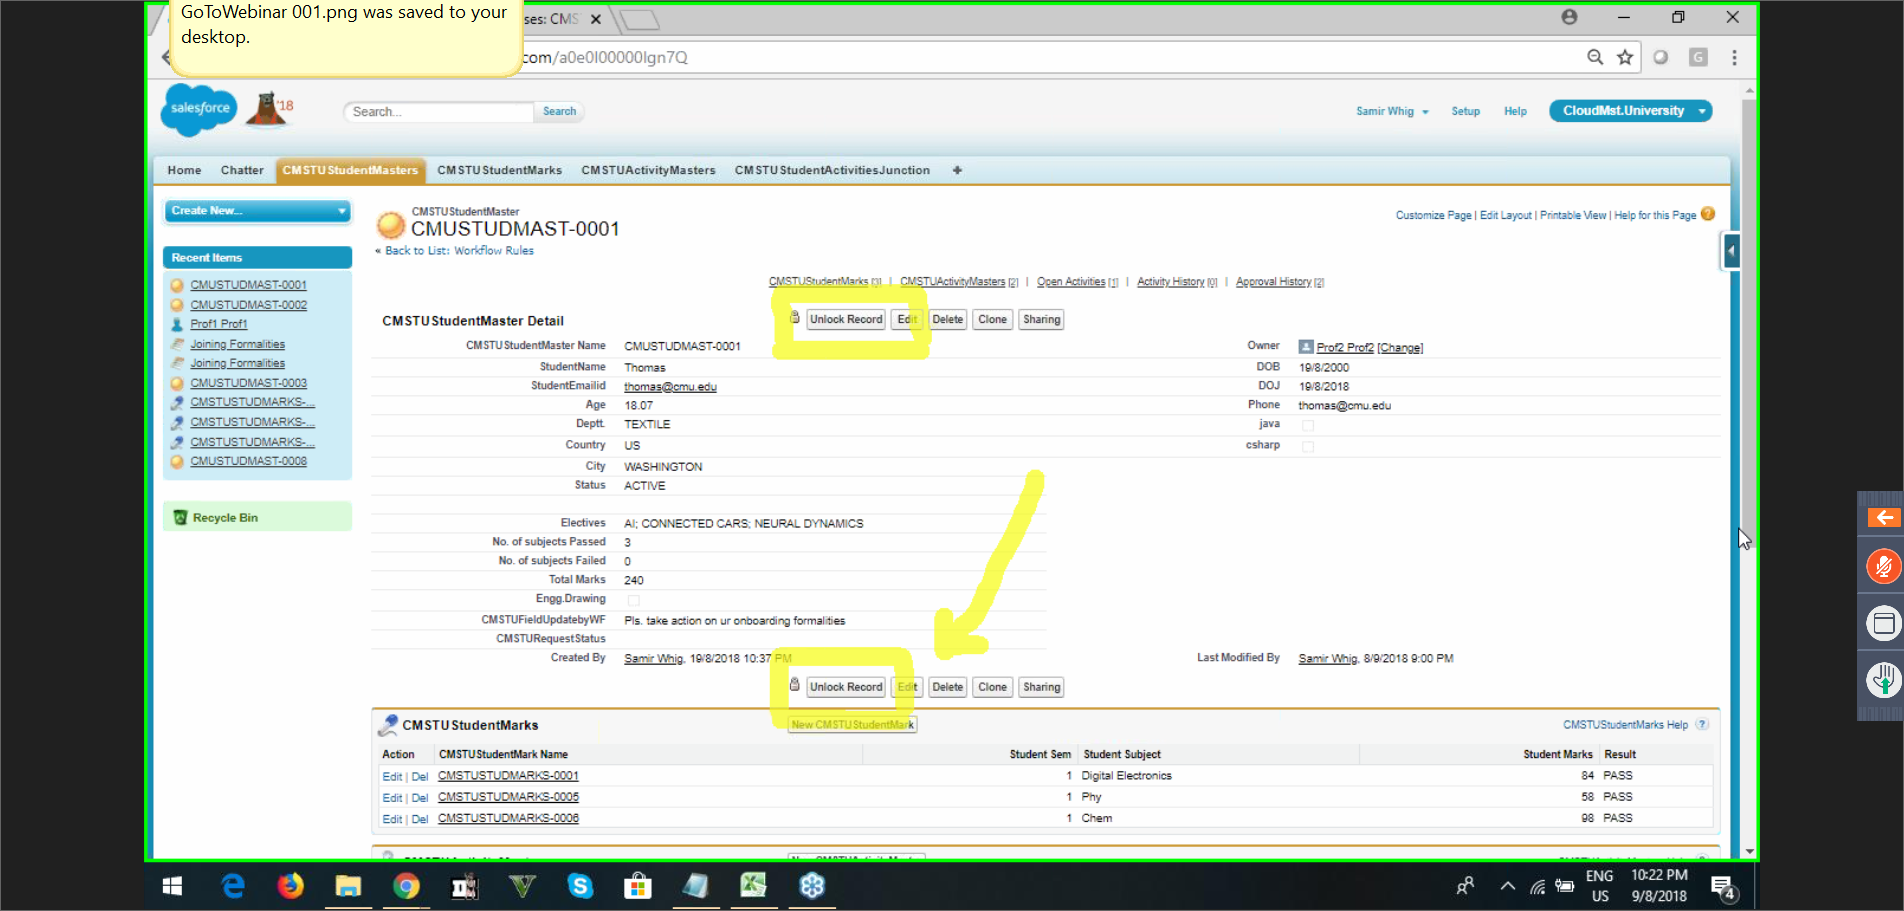 GoToWebinar 001.png was saved to your
desktop.
ses: CMS
com/a0e0I00000Ign7Q
G
salesforce
'18
Search...
Search
Samir Whig
Setup
Help
CloudMst.University
Home
Chatter
CMSTUStudentMasters
CMSTUStudentMarks
CMSTUActivityMasters
CMSTUStudentActivitiesJunction
Create New...
Recent Items
CMUSTUDMAST-0001
CMUSTUDMAST-0002
Prof1 Prof1
Joining Formalities
Joining Formalities
CMUSTUDMAST-0003
CMSTUSTUDMARKS-...
CMSTUSTUDMARKS-...
CMSTUSTUDMARKS-...
CMUSTUDMAST-0008
Recycle Bin
CMSTUStudentMaster
CMUSTUDMAST-0001
« Back to List: Workflow Rules
Customize Page | Edit Layout | Printable View | Help for this Page ?
CMSTUStudentMarks [3] | CMSTUActivityMasters [2] | Open Activities [1] | Activity History [0] | Approval History [2]
CMSTUStudentMaster Detail
Unlock Record Edit Delete Clone Sharing
CMSTUStudentMaster Name CMUSTUDMAST-0001 Owner Prof2 Prof2 [Change]
StudentName Thomas DOB 19/8/2000
StudentEmailid thomas@cmu.edu DOJ 19/8/2018
Age 18.07 Phone thomas@cmu.edu
Deptt. TEXTILE java
Country US csharp
City WASHINGTON
Status ACTIVE
Electives AI; CONNECTED CARS; NEURAL DYNAMICS
No. of subjects Passed 3
No. of subjects Failed 0
Total Marks 240
Engg.Drawing
CMSTUFieldUpdatebyWF Pls. take action on ur onboarding formalities
CMSTURequestStatus
Created By Samir Whig, 19/8/2018 10:37 PM Last Modified By Samir Whig, 8/9/2018 9:00 PM
Unlock Record Edit Delete Clone Sharing
CMSTUStudentMarks New CMSTUStudentMark CMSTUStudentMarks Help ?
Action CMSTUStudentMark Name Student Sem Student Subject Student Marks Result
Edit | Del CMSTUSTUDMARKS-0001 1 Digital Electronics 84 PASS
Edit | Del CMSTUSTUDMARKS-0005 1 Phy 58 PASS
Edit | Del CMSTUSTUDMARKS-0006 1 Chem 98 PASS
ENG
US
10:22 PM
9/8/2018
4